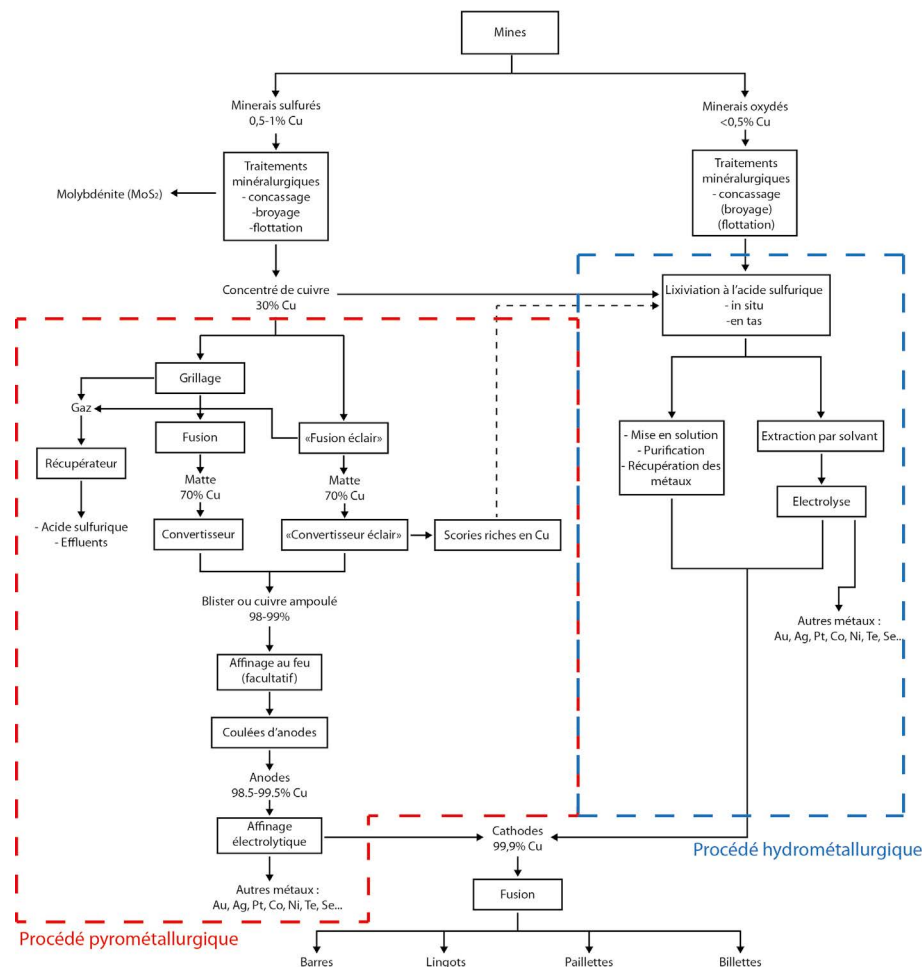 Mines
Minerais sulfurés
0,5-1% Cu
Minerais oxydés
<0,5% Cu
Traitements
minéralurgiques
- concassage
-broyage
-flottation
Molybdénite (MoS₂)
Traitements
minéralurgiques
- concassage
(broyage)
(flottation)
Concentré de cuivre
30% Cu
Lixiviation à l'acide sulfurique
- in situ
-en tas
Grillage
Gaz
Fusion
«Fusion éclair»
- Mise en solution
- Purification
- Récupération des
métaux
Extraction par solvant
Récupérateur
Matte
70% Cu
Matte
70% Cu
Electrolyse
- Acide sulfurique
- Effluents
Convertisseur
«Convertisseur éclair»
Scories riches en Cu
Blister ou cuivre ampoulé
98-99%
Autres métaux :
Au, Ag, Pt, Co, Ni, Te, Se...
Affinage au feu
(facultatif)
Coulées d'anodes
Anodes
98.5-99.5% Cu
Affinage
électrolytique
Cathodes
99,9% Cu
Procédé hydrométallurgique
Autres métaux :
Au, Ag, Pt, Co, Ni, Te, Se...
Fusion
Procédé pyrométallurgique
Barres
Lingots
Paillettes
Billettes